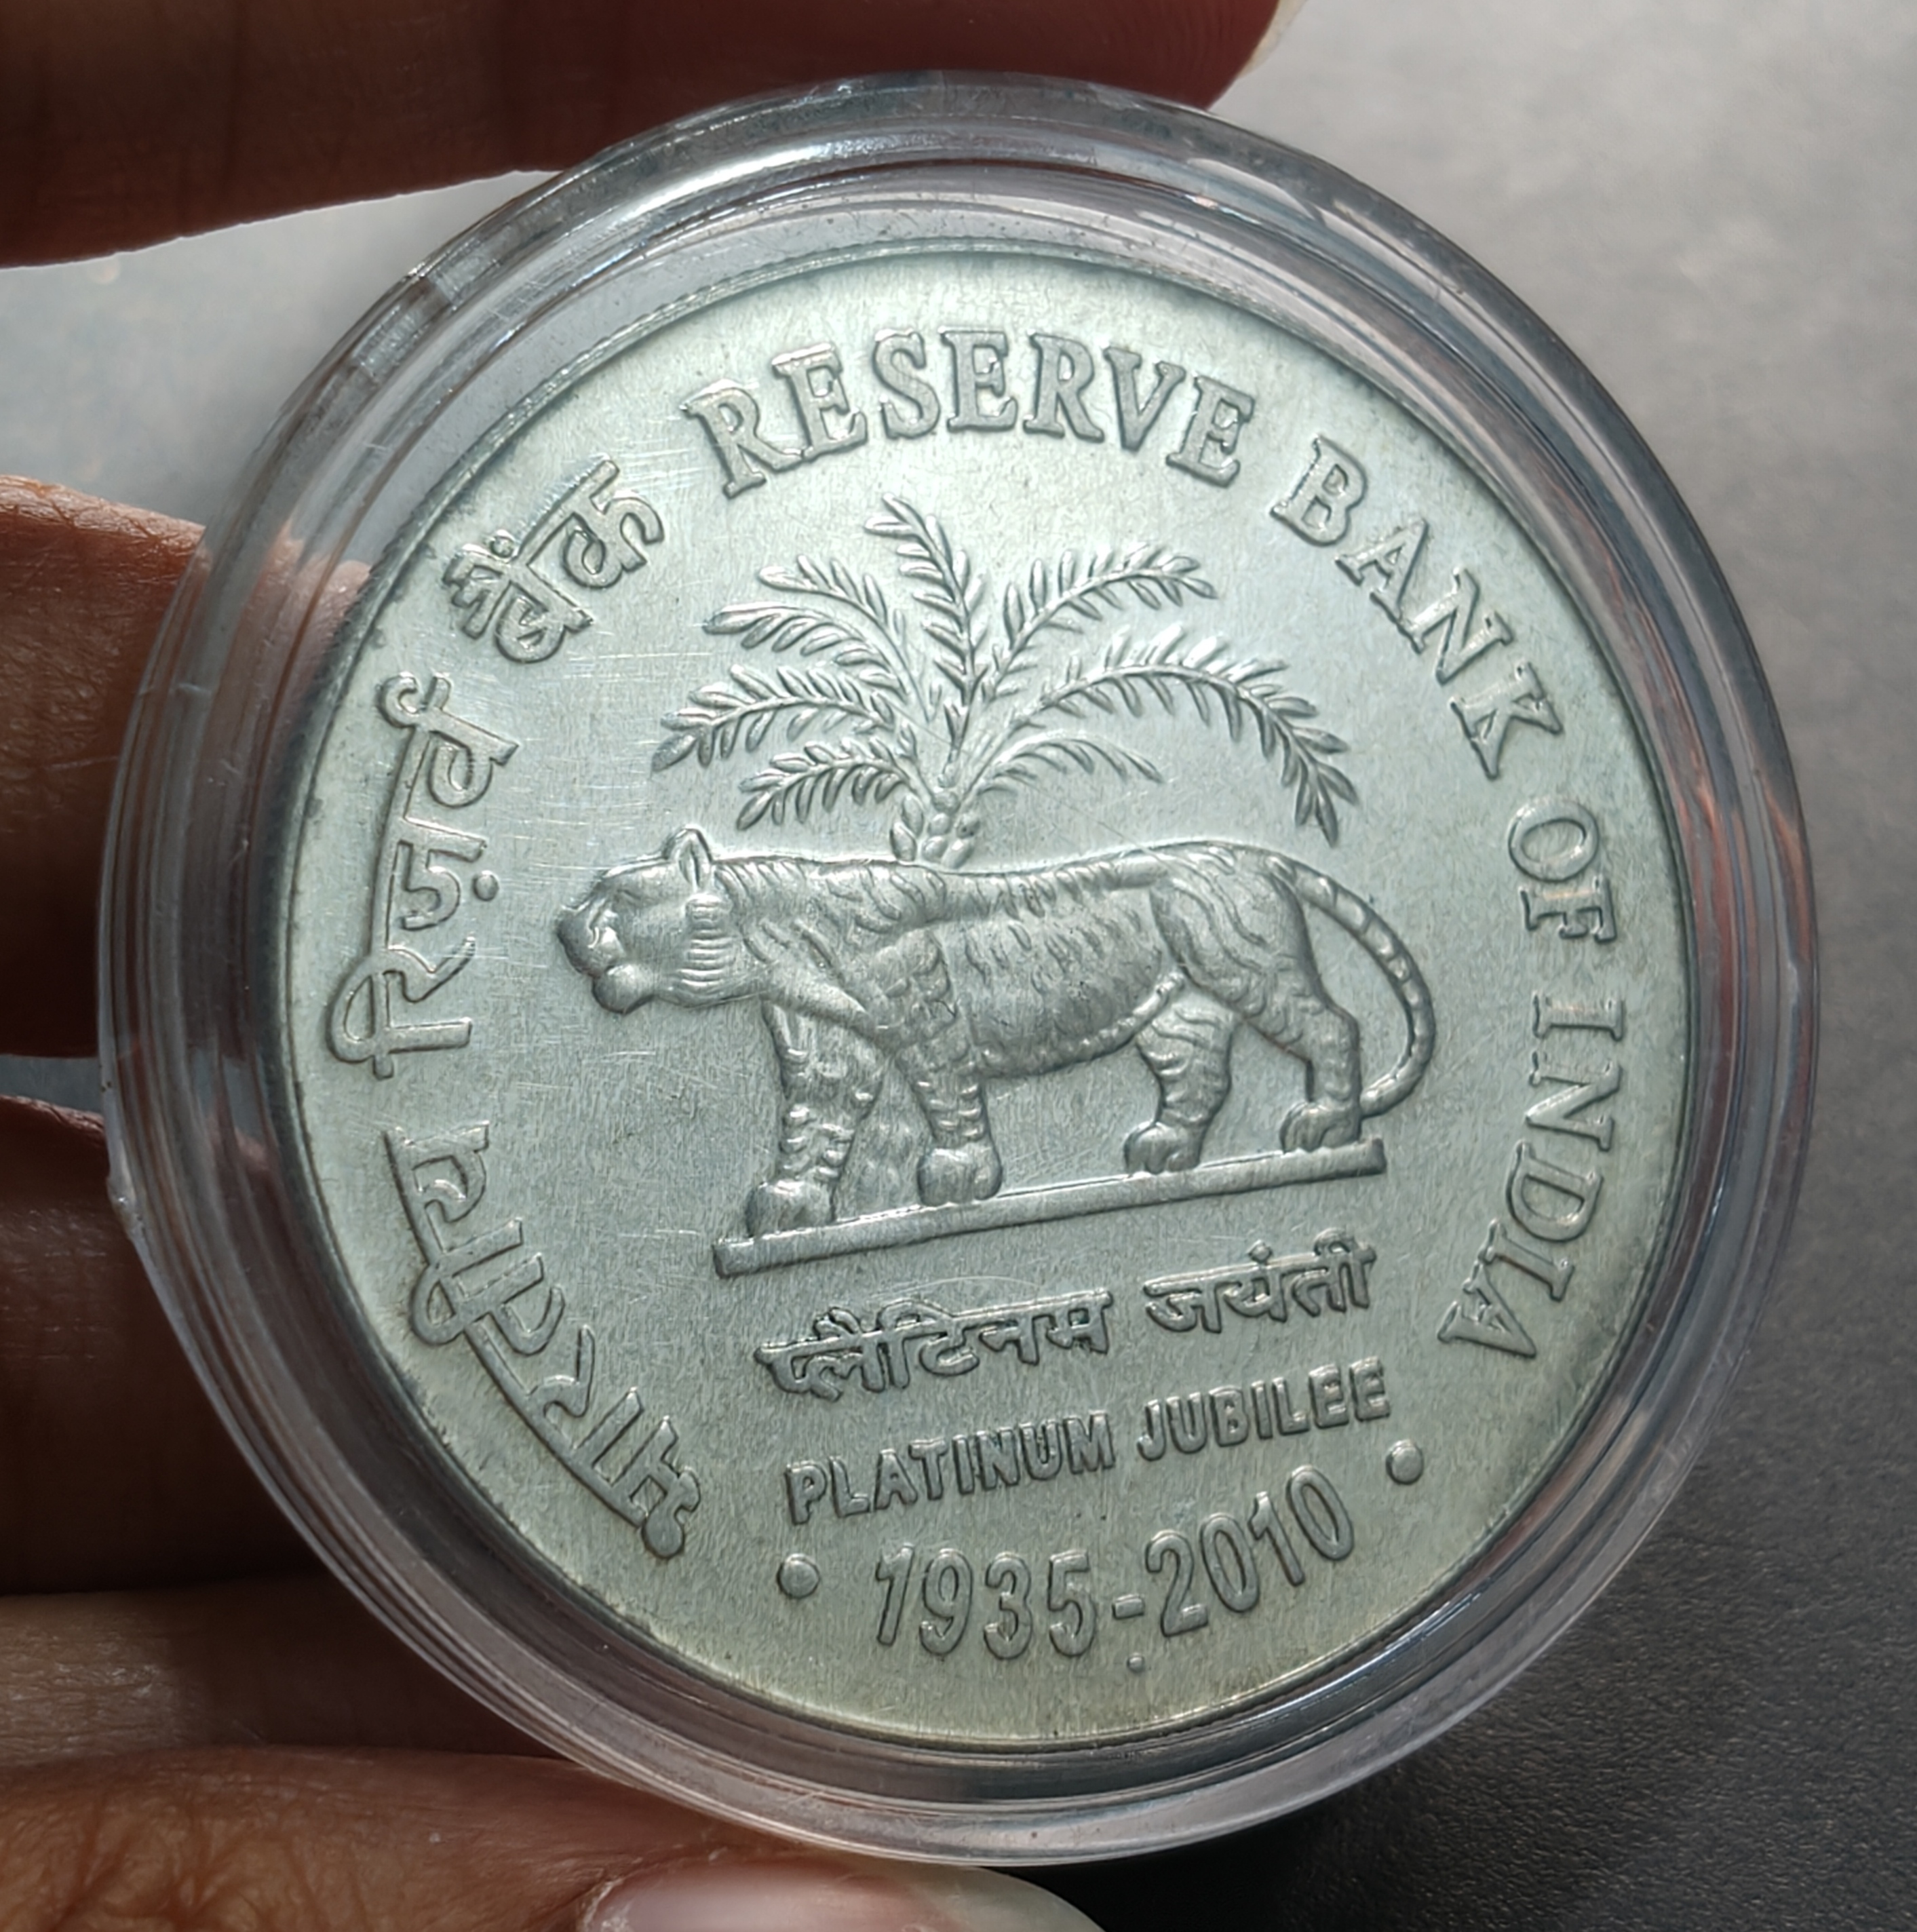 भारतीय रिज़र्व बैंक RESERVE BANK OF INDIA
प्लैटिनम जयंती
PLATINUM JUBILEE
• 1935-2010 •